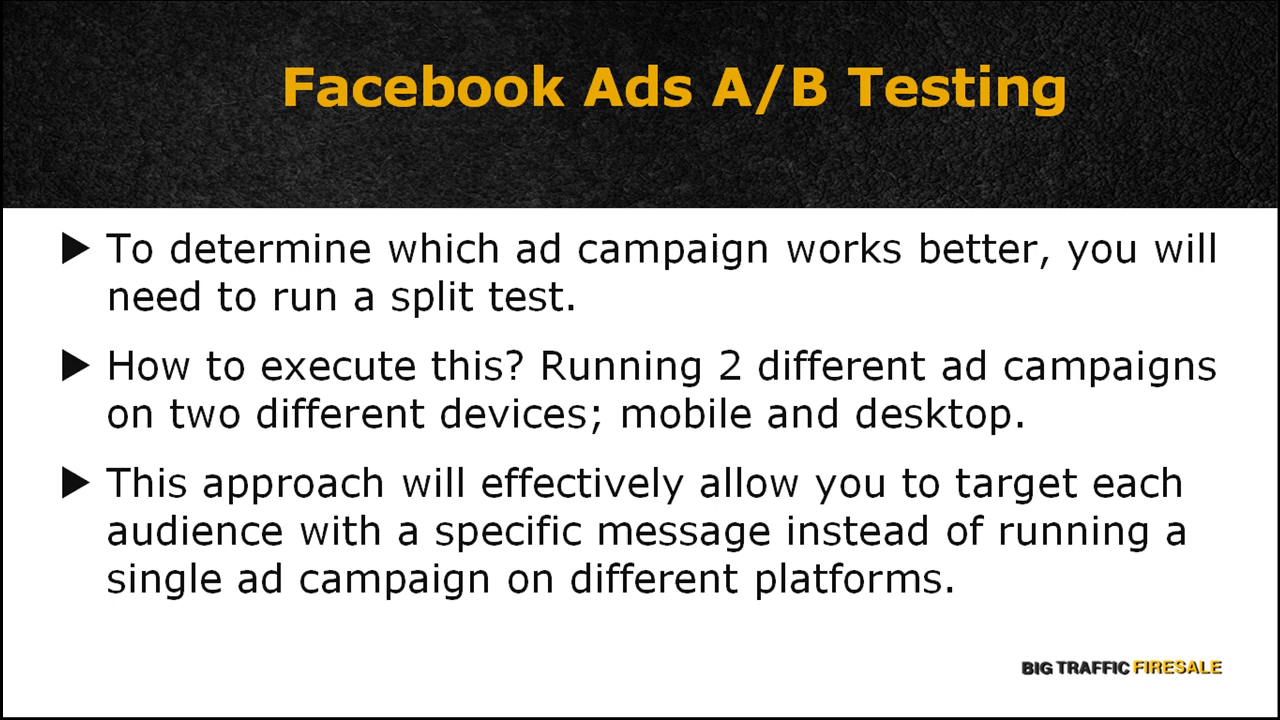 Facebook Ads A/B Testing
To determine which ad campaign works better, you will
need to run a split test.
How to execute this? Running 2 different ad campaigns
on two different devices; mobile and desktop.
This approach will effectively allow you to target each
audience with a specific message instead of running a
single ad campaign on different platforms.
BIG TRAFFIC FIRESALE